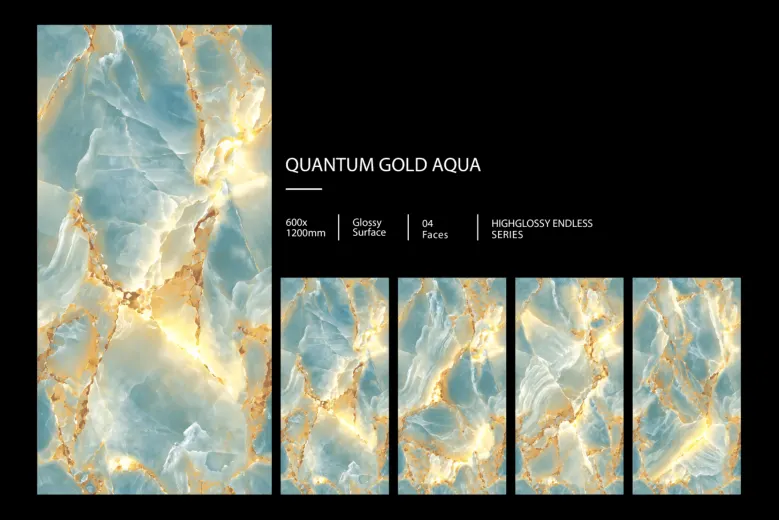 QUANTUM GOLD AQUA
600x
1200mm
Glossy
Surface
04
Faces
HIGHGLOSSY ENDLESS
SERIES